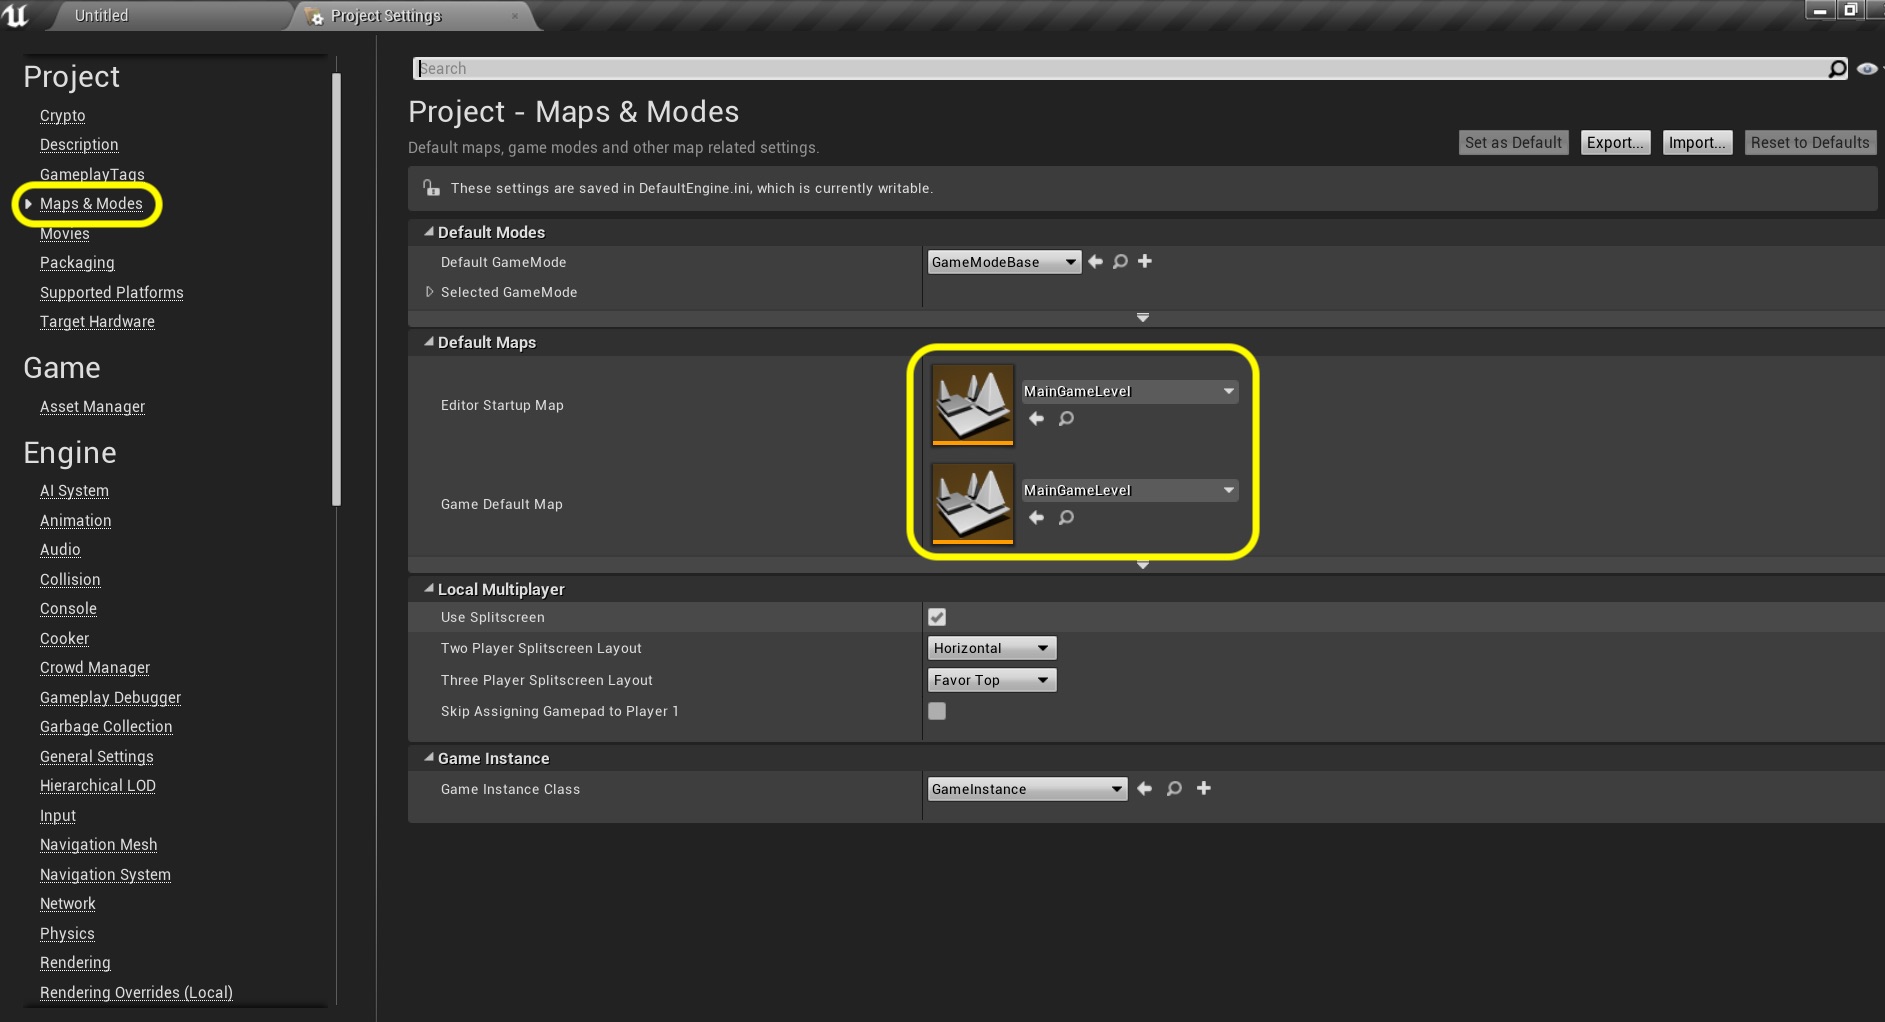 Untitled
Project Settings
Project
Crypto
Description
GameplayTags
Maps & Modes
Movies
Packaging
Supported Platforms
Target Hardware
Game
Asset Manager
Engine
AI System
Animation
Audio
Collision
Console
Cooker
Crowd Manager
Gameplay Debugger
Garbage Collection
General Settings
Hierarchical LOD
Input
Navigation Mesh
Navigation System
Network
Physics
Rendering
Rendering Overrides (Local)
Search
Project - Maps & Modes
Default maps, game modes and other map related settings.
Set as Default
Export...
Import...
Reset to Defaults
These settings are saved in DefaultEngine.ini, which is currently writable.
Default Modes
Default GameMode
GameModeBase
Selected GameMode
Default Maps
Editor Startup Map
MainGameLevel
Game Default Map
MainGameLevel
Local Multiplayer
Use Splitscreen
Two Player Splitscreen Layout
Horizontal
Three Player Splitscreen Layout
Favor Top
Skip Assigning Gamepad to Player 1
Game Instance
Game Instance Class
GameInstance